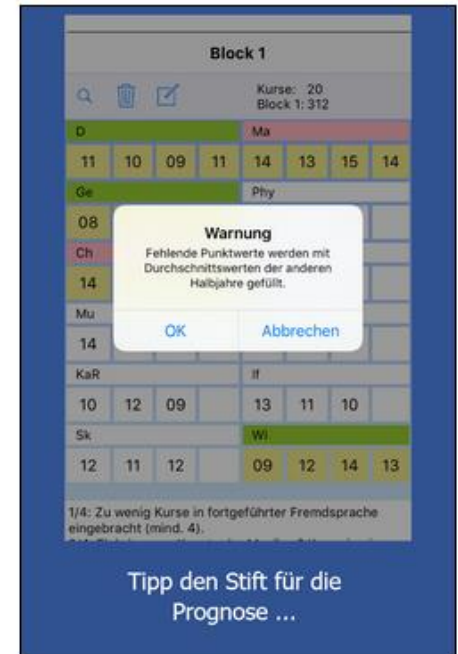 Block 1
Kurse: 20
Block 1: 312
D Ma
11 10 09 11 14 13 15 14
Ge Phy
08
Warnung
Fehlende Punktwerte werden mit
Durchschnittswerten der anderen
Halbjahre gefüllt.
OK Abbrechen
Ch
14
Mu
14
KaR If
10 12 09 13 11 10
Sk Wi
12 11 12 09 12 14 13
1/4: Zu wenig Kurse in fortgeführter Fremdsprache
eingebracht (mind. 4).
Tipp den Stift für die
Prognose ...